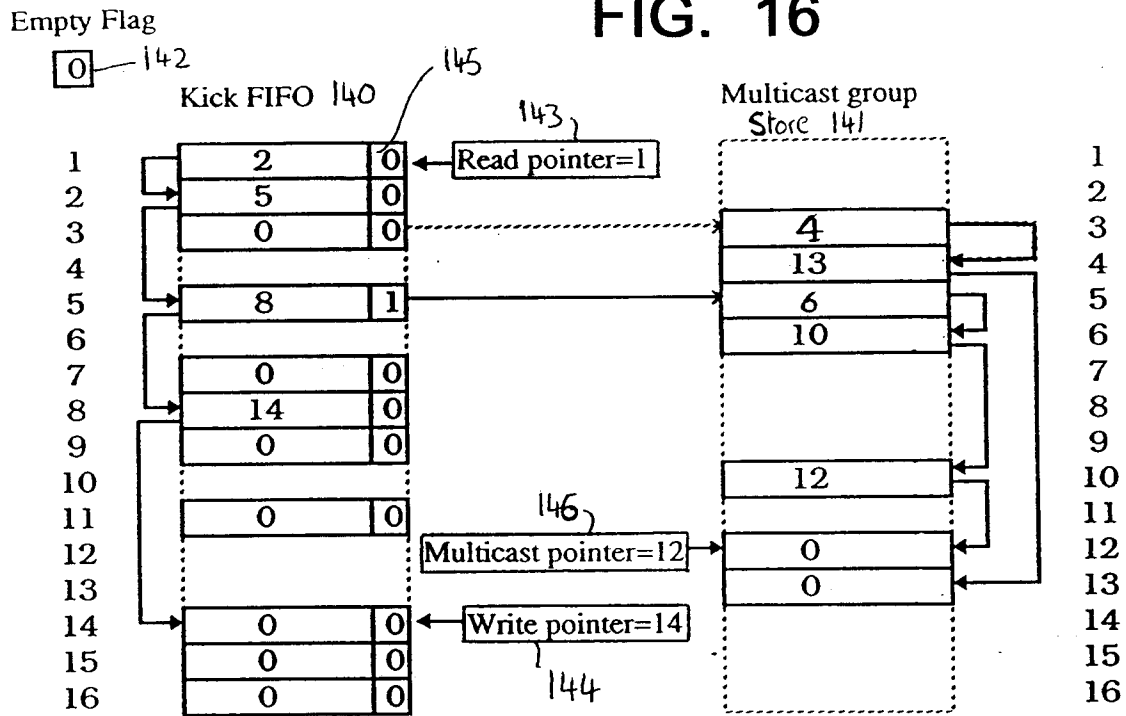 FIG. 16
Empty Flag
0 142
145
Kick FIFO 140
Multicast group
Store 141
143
1 2 0 Read pointer=1 1
2 5 0 2
3 0 0 4 3
4 13 4
5 8 1 6 5
6 10 6
7 0 0 7
8 14 0 8
9 0 0 9
10 12 10
11 0 0 11
146
12 Multicast pointer=12 0 12
13 0 13
14 0 0 Write pointer=14 14
15 0 0 15
144
16 0 0 16